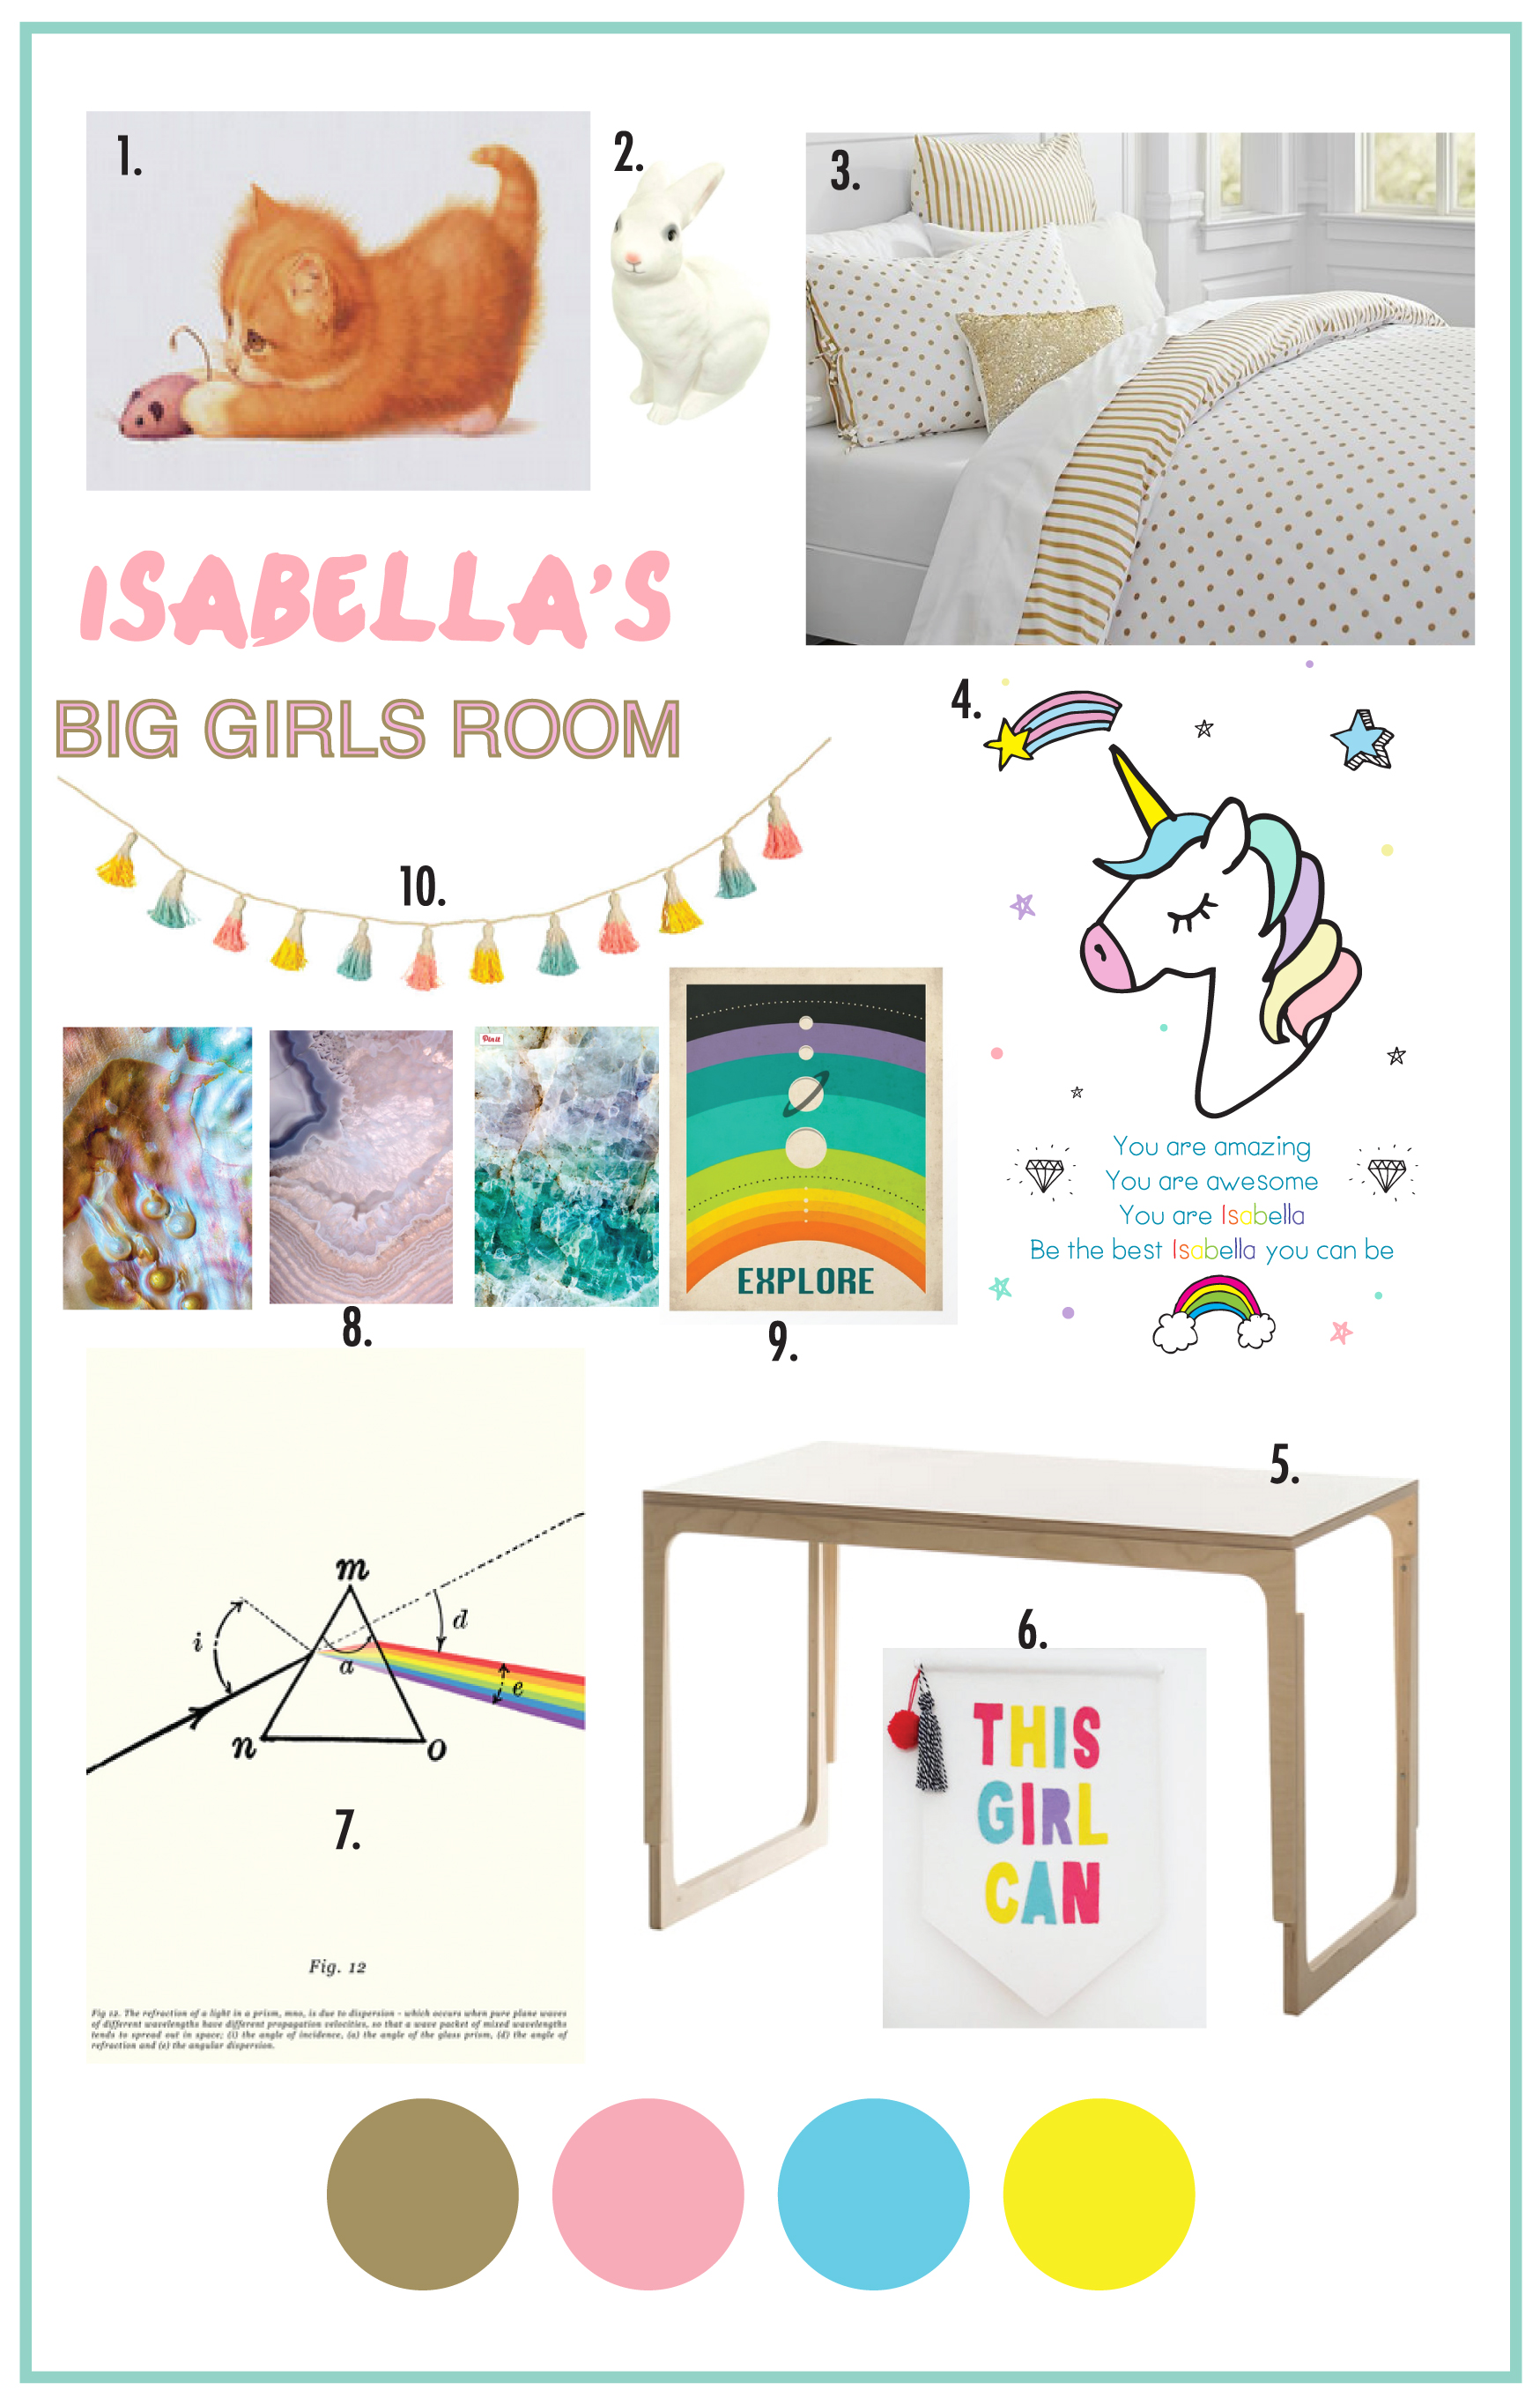 1.
2.
3.
ISABELLA'S
BIG GIRLS ROOM
4.
10.
Pin it
EXPLORE
You are amazing
You are awesome
You are Isabella
Be the best Isabella you can be
8.
9.
5.
m
i
d
a
e
n
o
7.
6.
THIS
GIRL
CAN
Fig. 12
Fig 12. The refraction of a light in a prism, mno, is due to dispersion - which occurs when pure plane waves
of different wavelengths have different propagation velocities, so that a wave packet of mixed wavelengths
tends to spread out in space; (i) the angle of incidence, (a) the angle of the glass prism, (d) the angle of
refraction and (e) the angular dispersion.